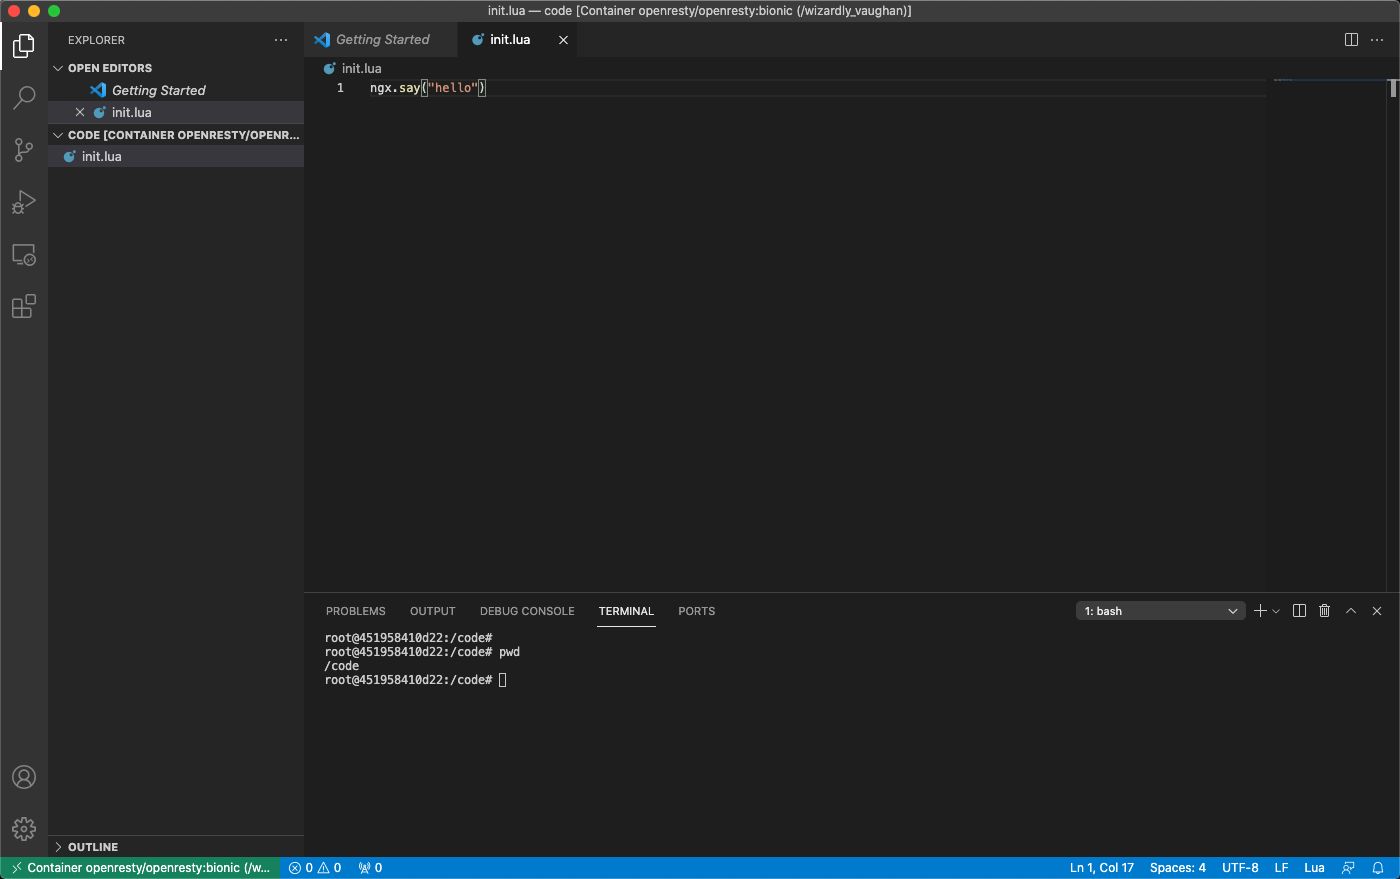 init.lua — code [Container openresty/openresty:bionic (/wizardly_vaughan)]
EXPLORER
OPEN EDITORS
Getting Started
init.lua
CODE [CONTAINER OPENRESTY/OPENR...
init.lua
OUTLINE
Getting Started
init.lua
init.lua
1 ngx.say("hello")
PROBLEMS OUTPUT DEBUG CONSOLE TERMINAL PORTS 1: bash
root@451958410d22:/code#
root@451958410d22:/code# pwd
/code
root@451958410d22:/code#
Container openresty/openresty:bionic (/w... 0 0 0 Ln 1, Col 17 Spaces: 4 UTF-8 LF Lua